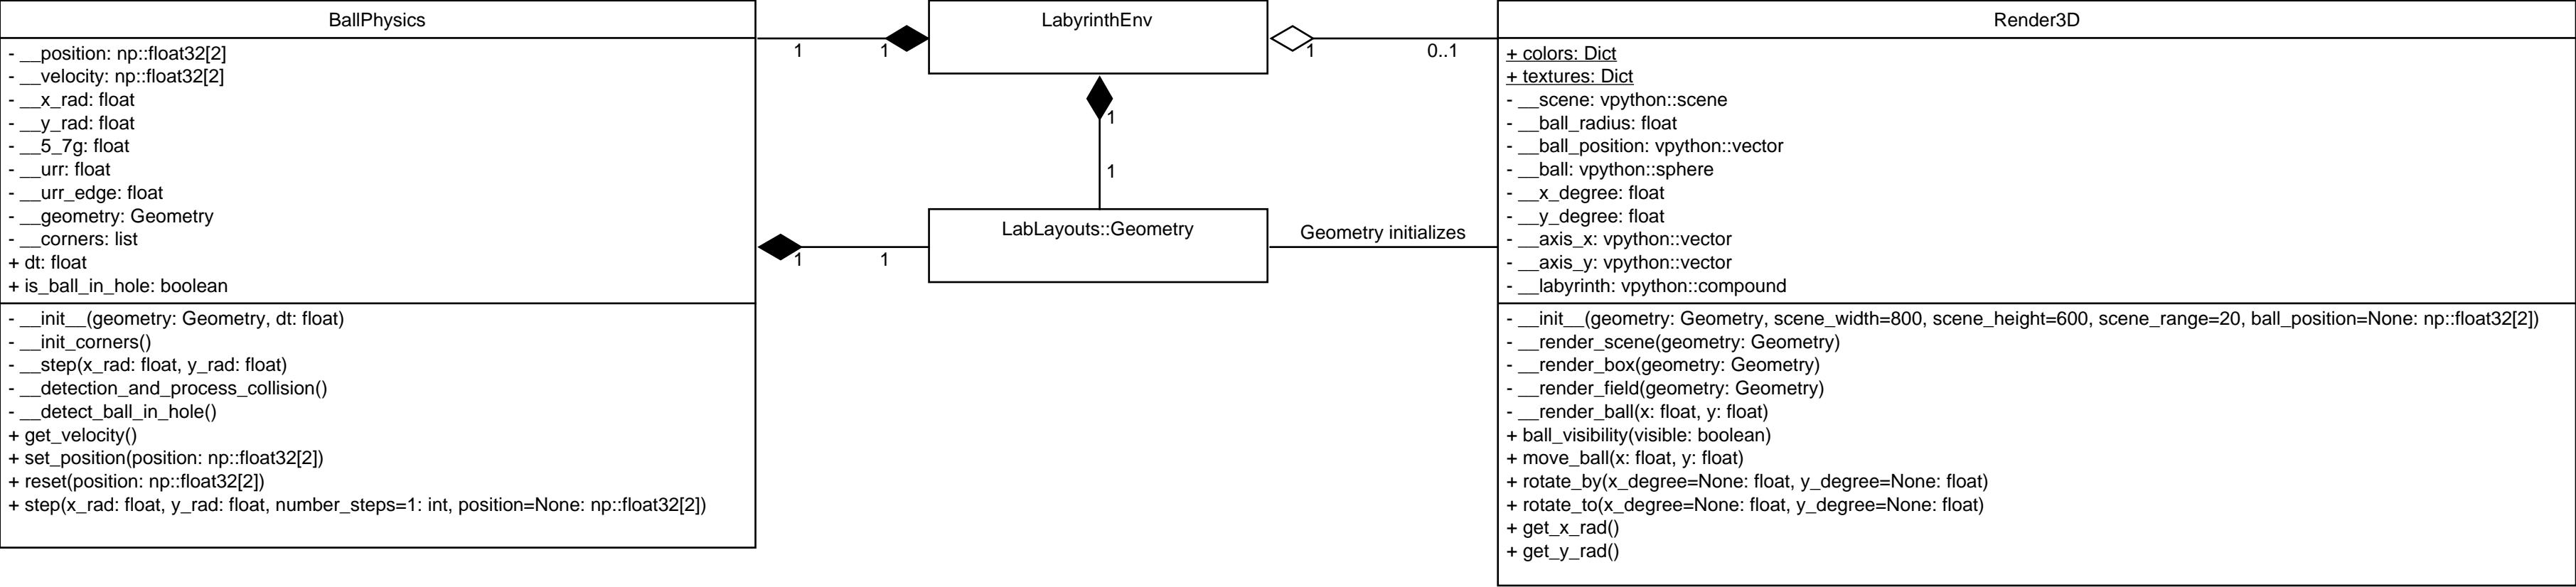 BallPhysics
- __position: np::float32[2]
- __velocity: np::float32[2]
- __x_rad: float
- __y_rad: float
- __5_7g: float
- __urr: float
- __urr_edge: float
- __geometry: Geometry
- __corners: list
+ dt: float
+ is_ball_in_hole: boolean
- __init__(geometry: Geometry, dt: float)
- __init_corners()
- __step(x_rad: float, y_rad: float)
- __detection_and_process_collision()
- __detect_ball_in_hole()
+ get_velocity()
+ set_position(position: np::float32[2])
+ reset(position: np::float32[2])
+ step(x_rad: float, y_rad: float, number_steps=1: int, position=None: np::float32[2])
1 1
LabyrinthEnv
1 0..1
1
1
LabLayouts::Geometry
1 1
Geometry initializes
Render3D
+ colors: Dict
+ textures: Dict
- __scene: vpython::scene
- __ball_radius: float
- __ball_position: vpython::vector
- __ball: vpython::sphere
- __x_degree: float
- __y_degree: float
- __axis_x: vpython::vector
- __axis_y: vpython::vector
- __labyrinth: vpython::compound
- __init__(geometry: Geometry, scene_width=800, scene_height=600, scene_range=20, ball_position=None: np::float32[2])
- __render_scene(geometry: Geometry)
- __render_box(geometry: Geometry)
- __render_field(geometry: Geometry)
- __render_ball(x: float, y: float)
+ ball_visibility(visible: boolean)
+ move_ball(x: float, y: float)
+ rotate_by(x_degree=None: float, y_degree=None: float)
+ rotate_to(x_degree=None: float, y_degree=None: float)
+ get_x_rad()
+ get_y_rad()